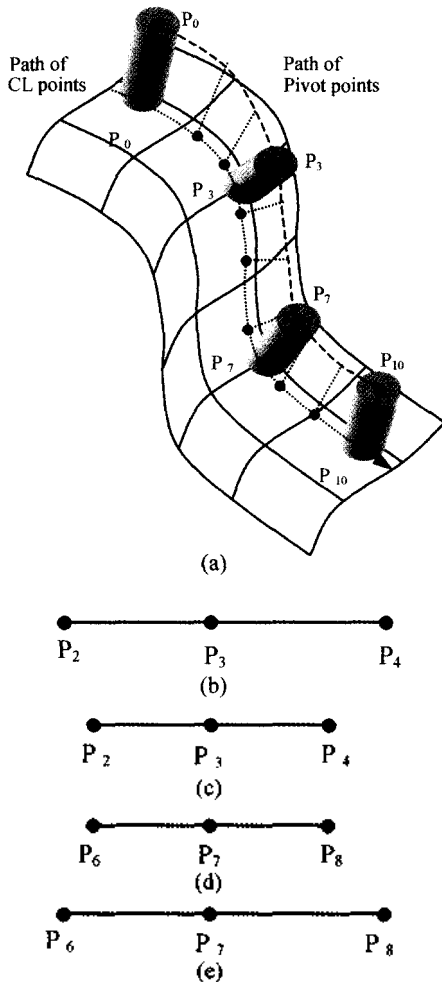 P0
Path of
CL points
Path of
Pivot points
P0
P3
P3
P7
P7
P10
P10
(a)
P2 P3 P4
(b)
P2 P3 P4
(c)
P6 P7 P8
(d)
P6 P7 P8
(e)